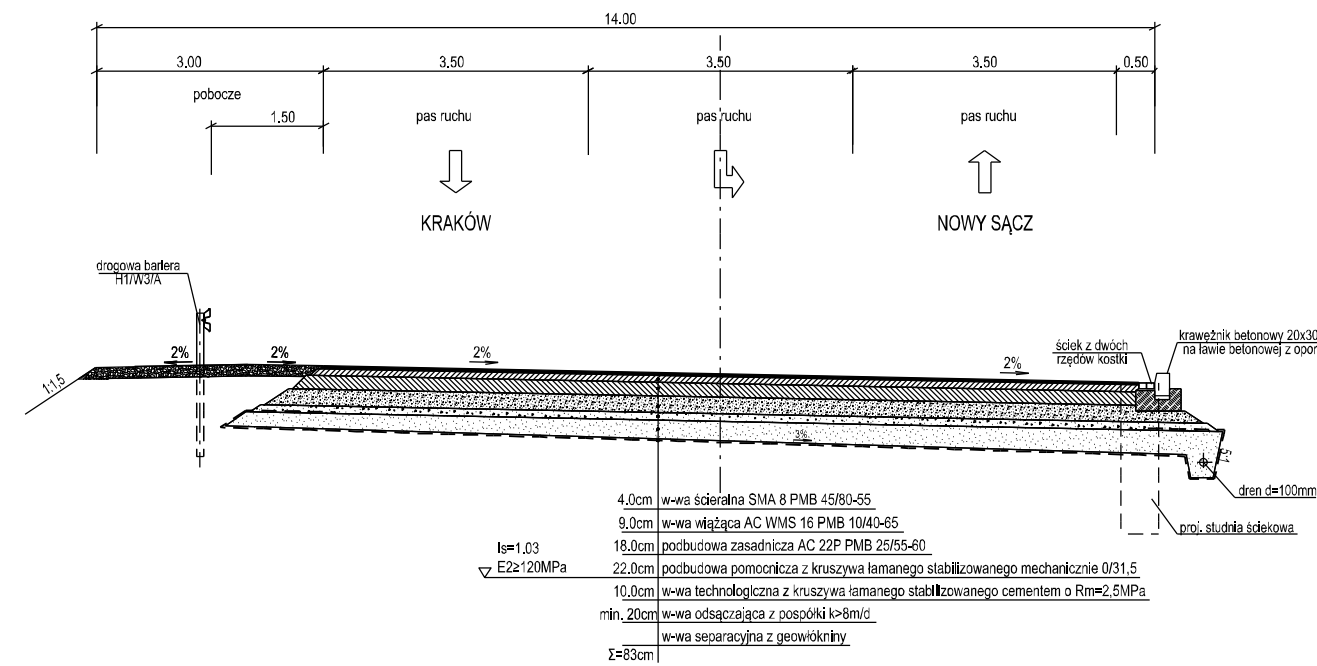 14.00
3.00 3.50 3.50 3.50 0.50
pobocze
1.50
pas ruchu pas ruchu pas ruchu
KRAKÓW NOWY SĄCZ
drogowa bariera
H1/W3/A
krawężnik betonowy 20x30
na ławie betonowej z opor
ściek z dwóch
rzędów kostki
2% 2% 2% 2%
1:1,5
3%
5:1
dren d=100mm
proj. studnia ściekowa
4.0cm w-wa ścieralna SMA 8 PMB 45/80-55
9.0cm w-wa wiążąca AC WMS 16 PMB 10/40-65
18.0cm podbudowa zasadnicza AC 22P PMB 25/55-60
Is=1.03
E2≥120MPa
22.0cm podbudowa pomocnicza z kruszywa łamanego stabilizowanego mechanicznie 0/31,5
10.0cm w-wa technologiczna z kruszywa łamanego stabilizowanego cementem o Rm=2,5MPa
min. 20cm w-wa odsączająca z pospółki k>8m/d
w-wa separacyjna z geowłókniny
Σ=83cm